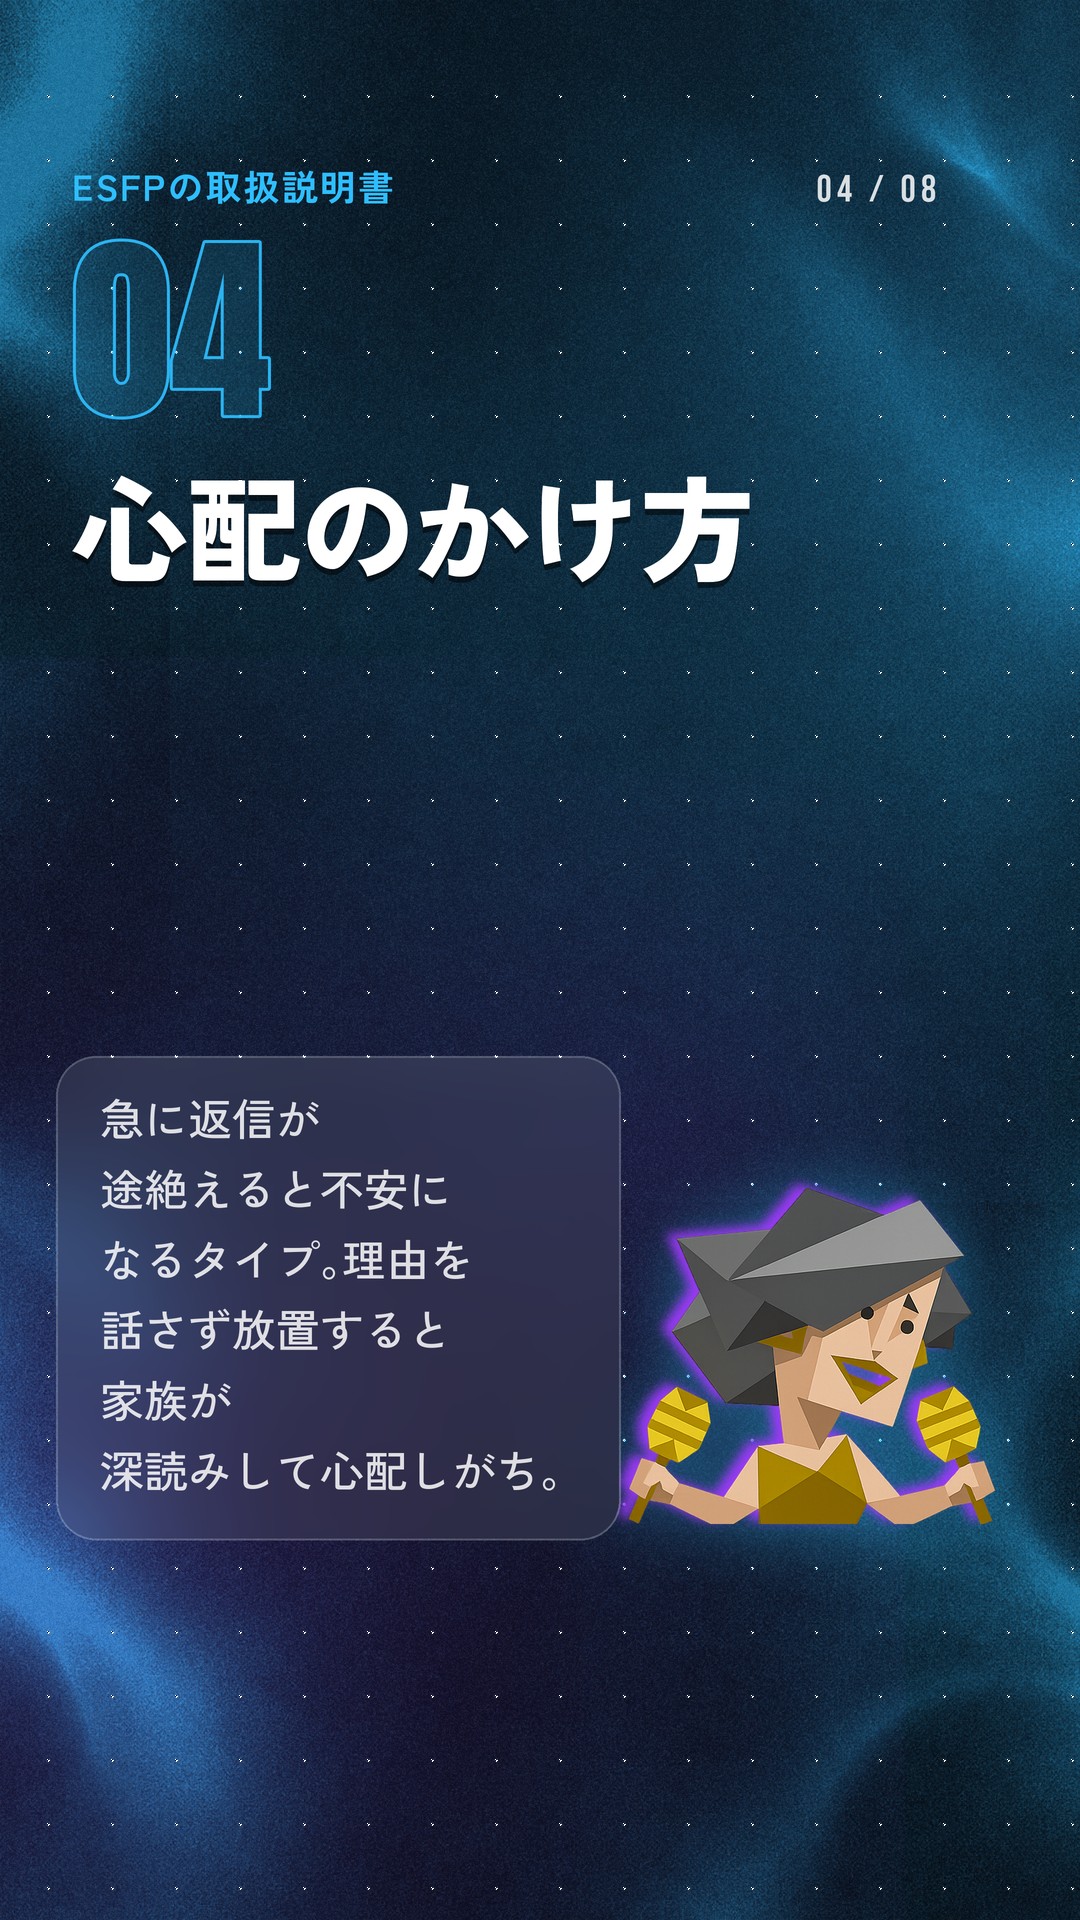 ESFPの取扱説明書
04 / 08
04
心配のかけ方
急に返信が
途絶えると不安に
なるタイプ。理由を
話さず放置すると
家族が
深読みして心配しがち。